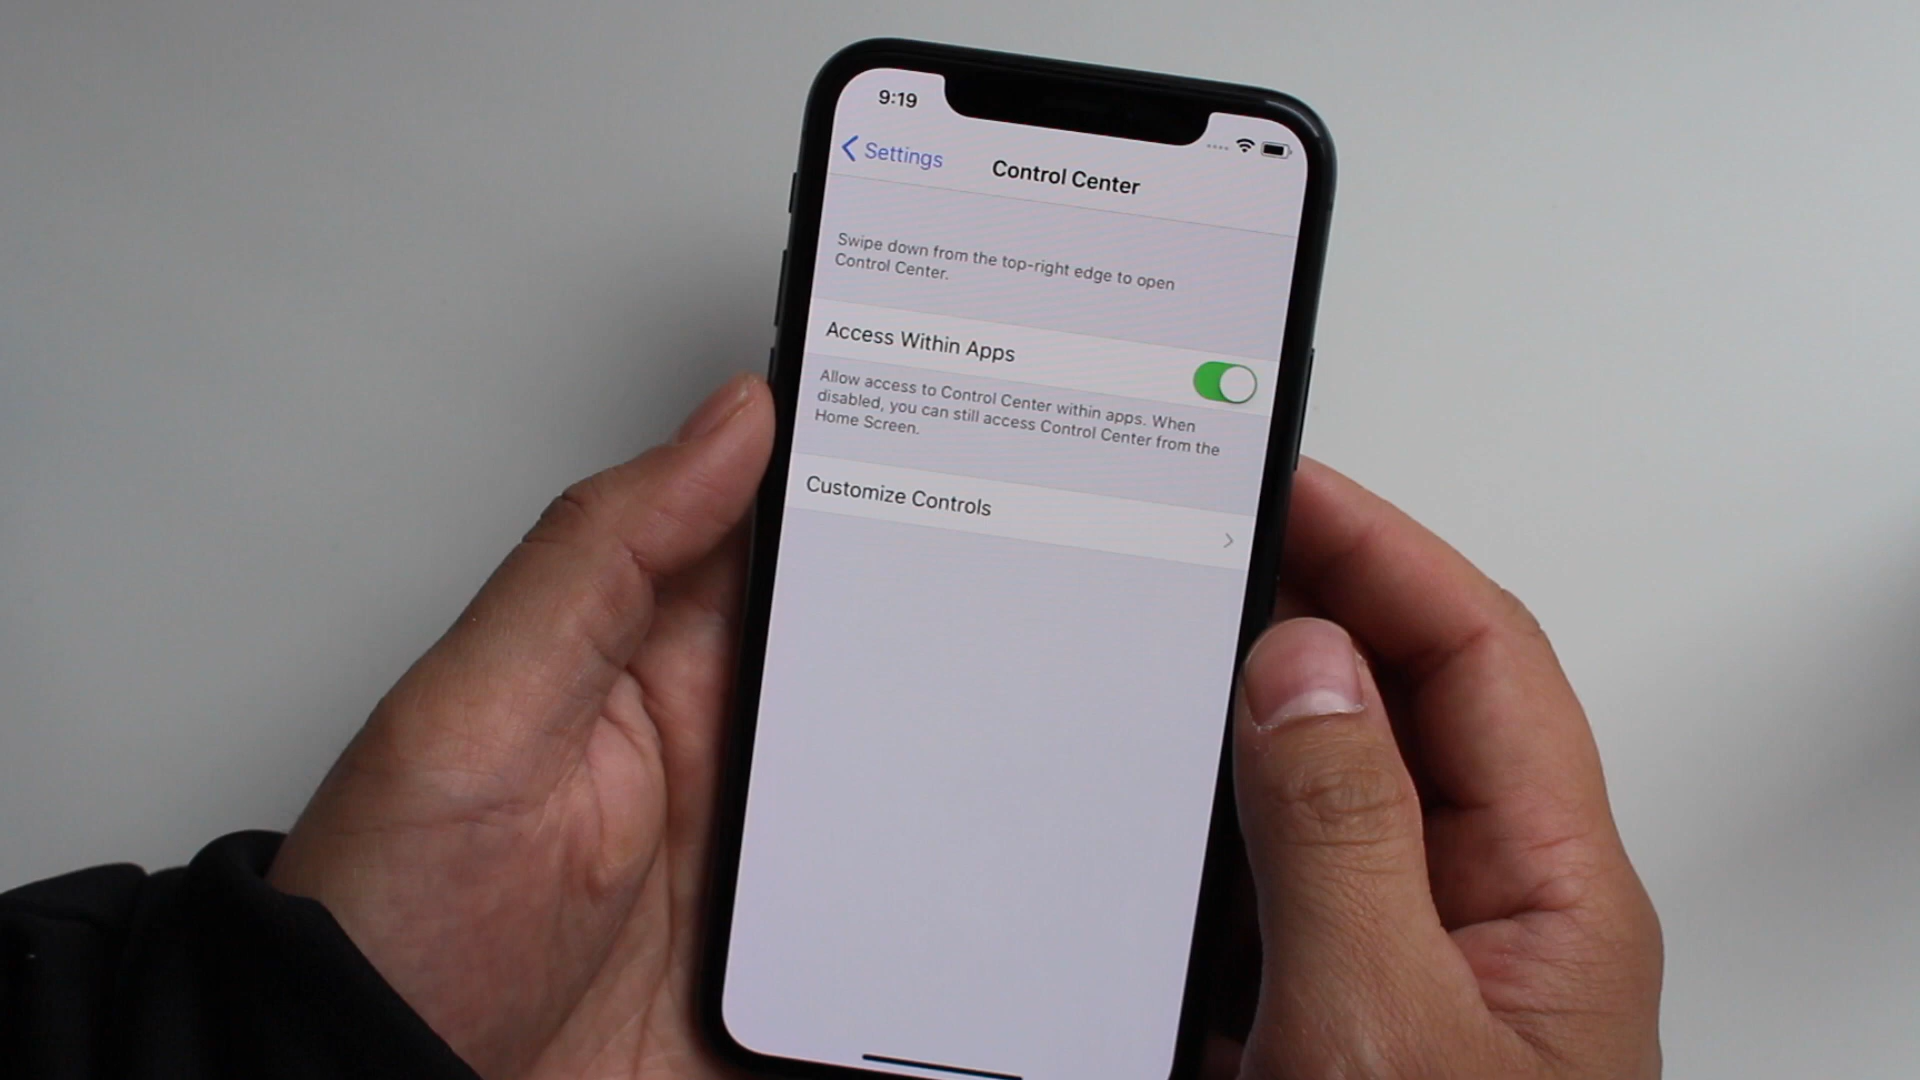 9:19
Settings
Control Center
Swipe down from the top-right edge to open
Control Center.
Access Within Apps
Allow access to Control Center within apps. When
disabled, you can still access Control Center from the
Home Screen.
Customize Controls